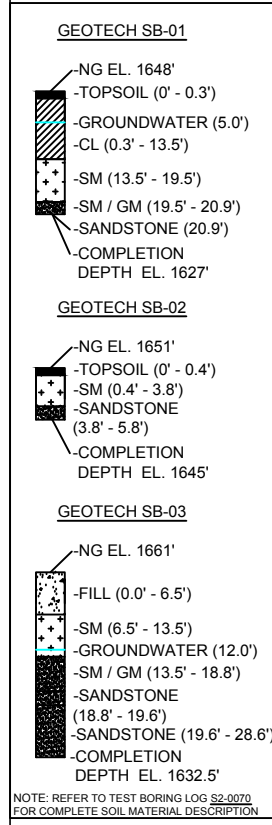 GEOTECH SB-01
-NG EL. 1648'
-TOPSOIL (0' - 0.3')
-GROUNDWATER (5.0')
-CL (0.3' - 13.5')
-SM (13.5' - 19.5')
-SM / GM (19.5' - 20.9')
-SANDSTONE (20.9')
-COMPLETION
DEPTH EL. 1627'
GEOTECH SB-02
-NG EL. 1651'
-TOPSOIL (0' - 0.4')
-SM (0.4' - 3.8')
-SANDSTONE
(3.8' - 5.8')
-COMPLETION
DEPTH EL. 1645'
GEOTECH SB-03
-NG EL. 1661'
-FILL (0.0' - 6.5')
-SM (6.5' - 13.5')
-GROUNDWATER (12.0')
-SM / GM (13.5' - 18.8')
-SANDSTONE
(18.8' - 19.6')
-SANDSTONE (19.6' - 28.6')
-COMPLETION
DEPTH EL. 1632.5'
NOTE: REFER TO TEST BORING LOG S2-0070
FOR COMPLETE SOIL MATERIAL DESCRIPTION